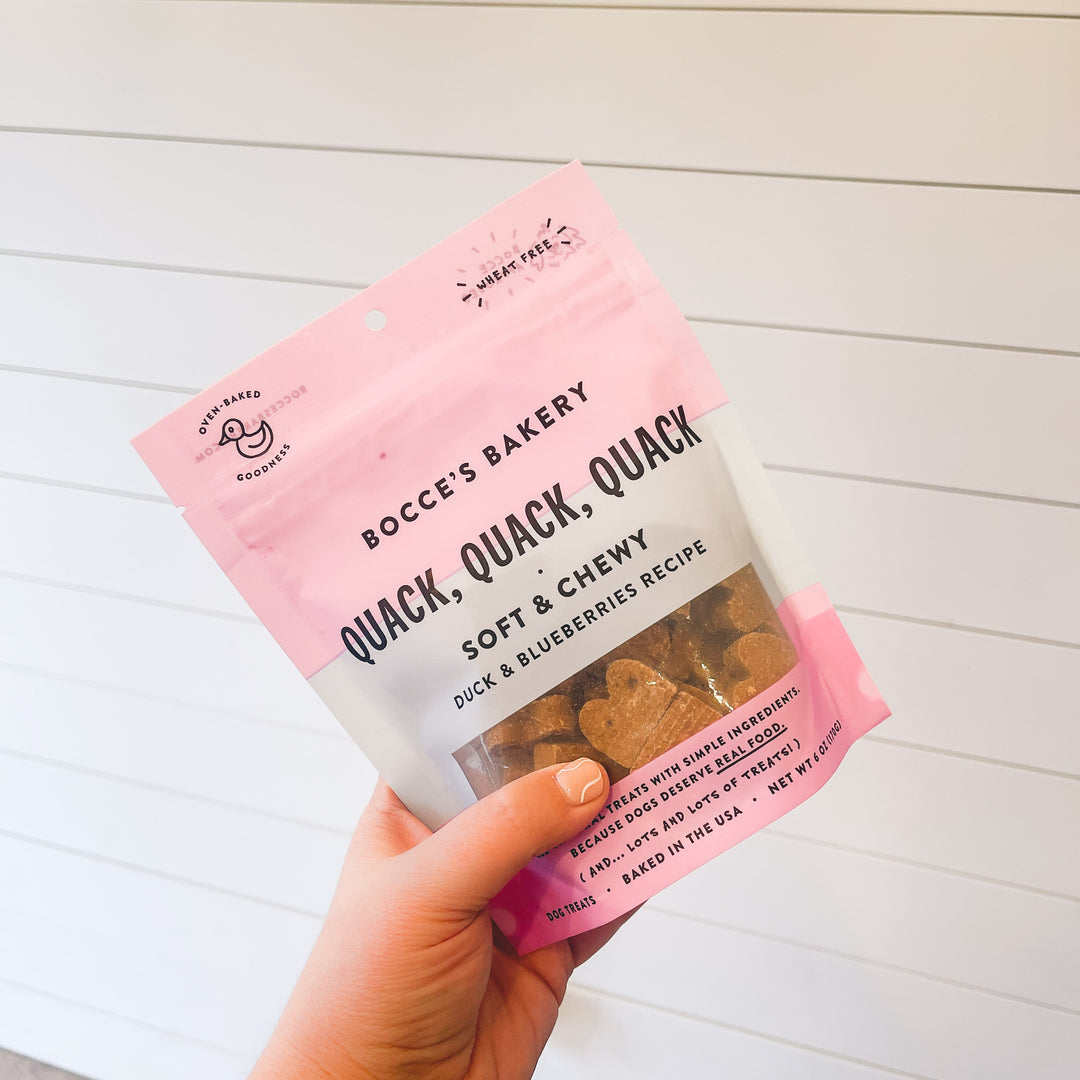 WHEAT FREE
OVEN-BAKED
GOODNESS
BOCCE'S BAKERY
QUACK, QUACK, QUACK
SOFT & CHEWY
DUCK & BLUEBERRIES RECIPE
TREATS WITH SIMPLE INGREDIENTS.
BECAUSE DOGS DESERVE REAL FOOD.
( AND... LOTS AND LOTS OF TREATS! )
DOG TREATS • BAKED IN THE USA • NET WT 6 OZ (170G)